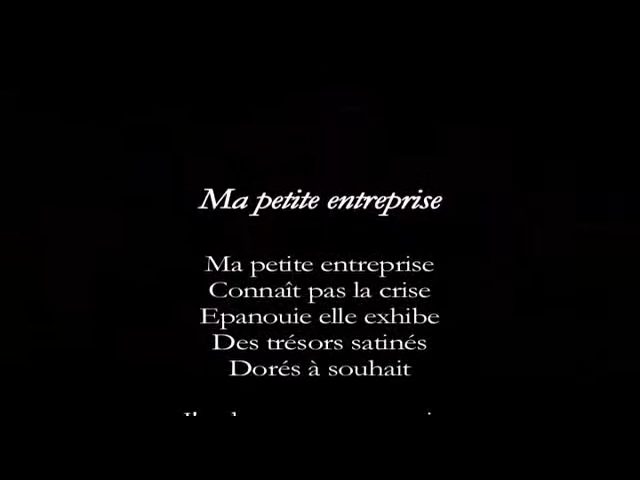 Ma petite entreprise
Ma petite entreprise
Connaît pas la crise
Epanouie elle exhibe
Des trésors satinés
Dorés à souhait